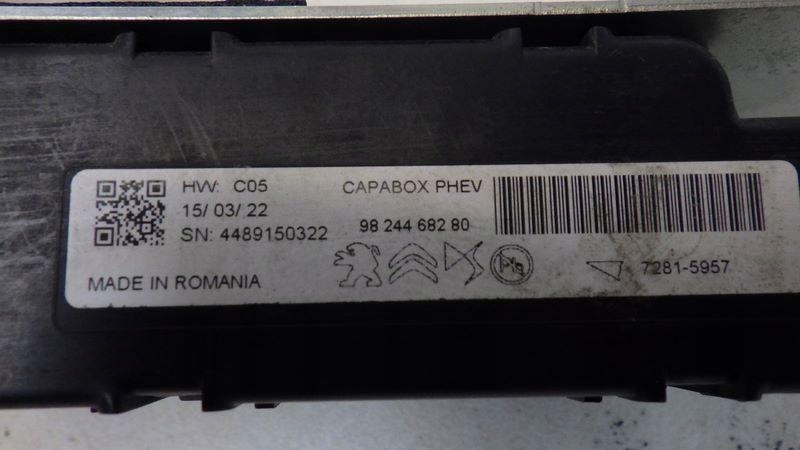 HW: C05
15/ 03/ 22
SN: 4489150322
MADE IN ROMANIA
CAPABOX PHEV
98 244 682 80
7281-5957